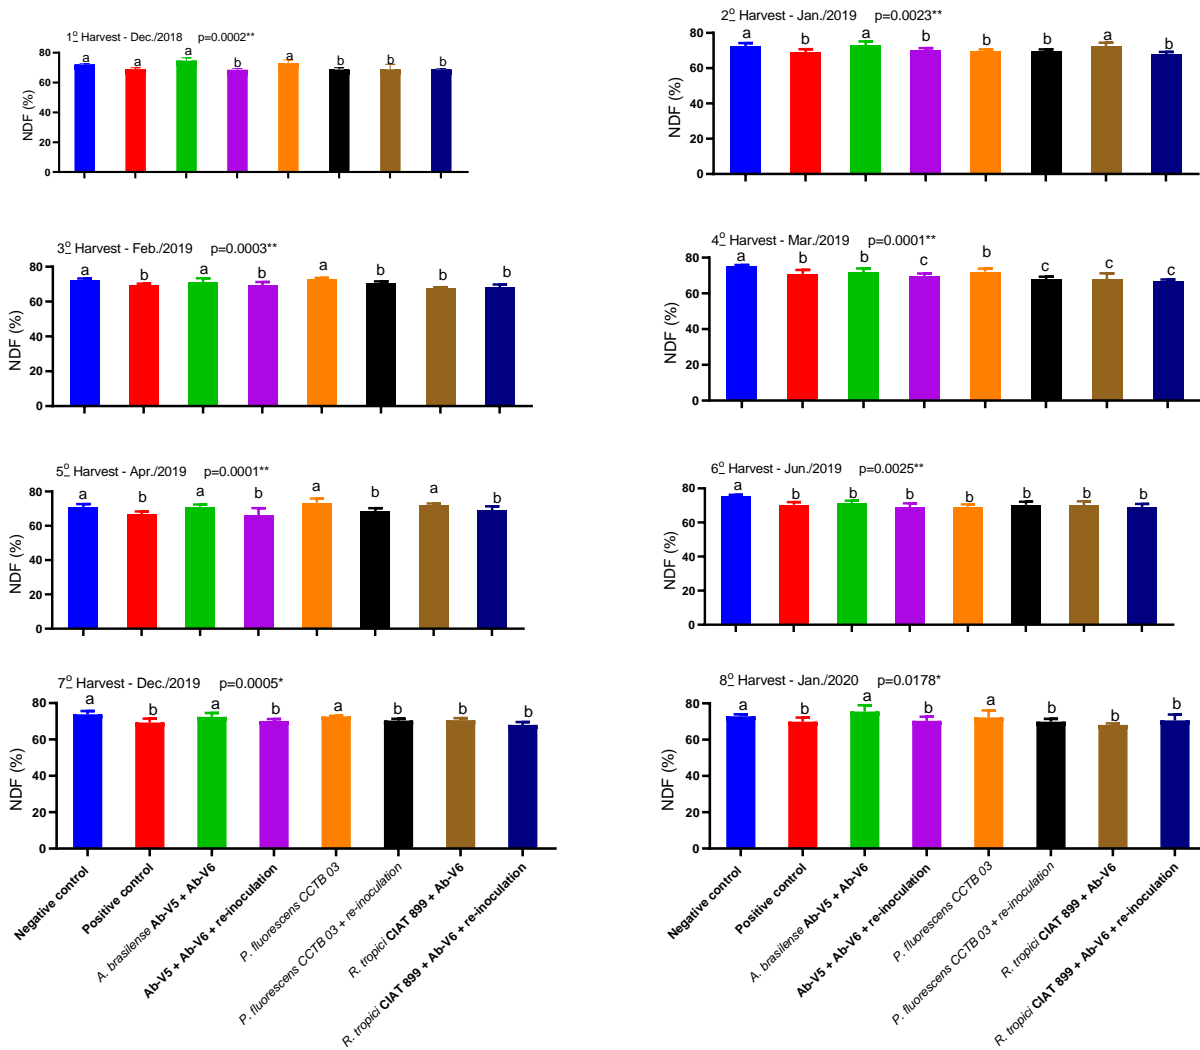 1º Harvest - Dec./2018 p=0.0002**
a a a b a b b b
NDF (%)
80
60
40
20
0
2º Harvest - Jan./2019 p=0.0023**
a b a b b b a b
NDF (%)
80
60
40
20
0
3º Harvest - Feb./2019 p=0.0003**
a b a b a b b b
NDF (%)
80
60
40
20
0
4º Harvest - Mar./2019 p=0.0001**
a b b c b c c c
NDF (%)
80
60
40
20
0
5º Harvest - Apr./2019 p=0.0001**
a b a b a b a b
NDF (%)
80
60
40
20
0
6º Harvest - Jun./2019 p=0.0025**
a b b b b b b b
NDF (%)
80
60
40
20
0
7º Harvest - Dec./2019 p=0.0005*
a b a b a b b b
NDF (%)
80
60
40
20
0
Negative control
Positive control
A. brasilense Ab-V5 + Ab-V6
Ab-V5 + Ab-V6 + re-inoculation
P. fluorescens CCTB 03
P. fluorescens CCTB 03 + re-inoculation
R. tropici CIAT 899 + Ab-V6
R. tropici CIAT 899 + Ab-V6 + re-inoculation
8º Harvest - Jan./2020 p=0.0178*
a b a b a b b b
NDF (%)
80
60
40
20
0
Negative control
Positive control
A. brasilense Ab-V5 + Ab-V6
Ab-V5 + Ab-V6 + re-inoculation
P. fluorescens CCTB 03
P. fluorescens CCTB 03 + re-inoculation
R. tropici CIAT 899 + Ab-V6
R. tropici CIAT 899 + Ab-V6 + re-inoculation